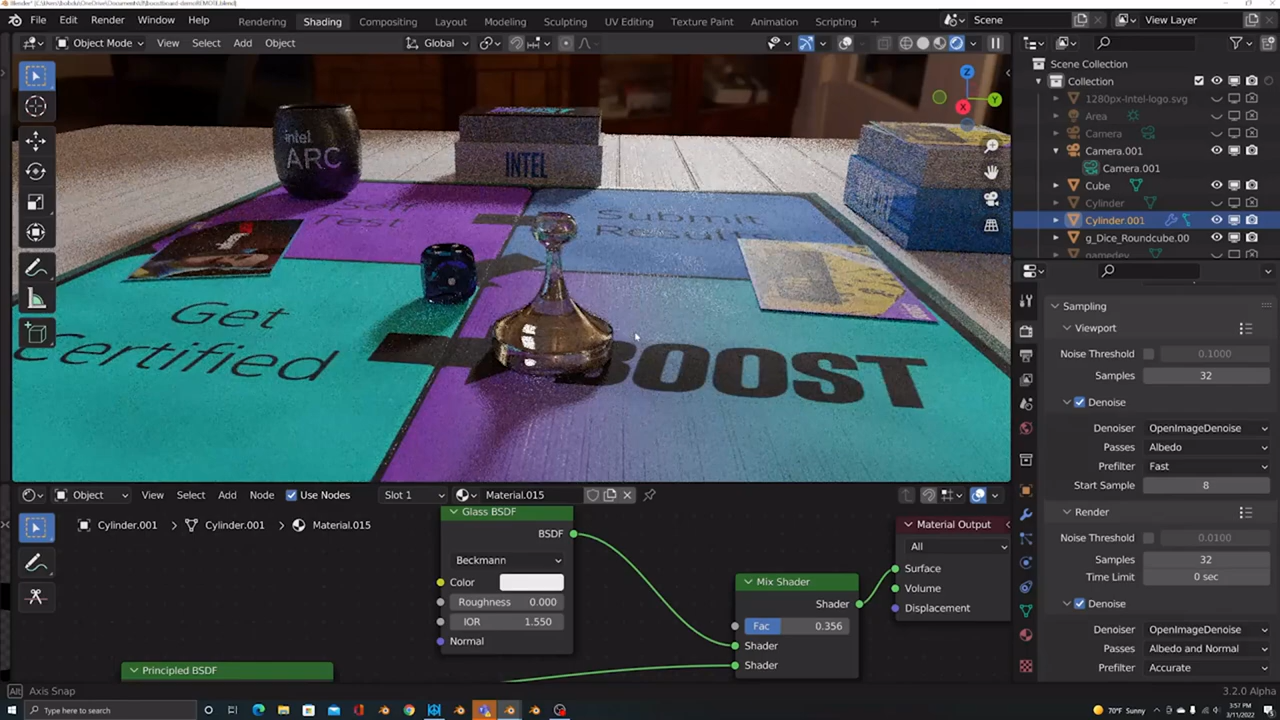 File Edit Render Window Help Rendering Shading Compositing Layout Modeling Sculpting UV Editing Texture Paint Animation Scripting + Scene View Layer
Object Mode View Select Add Object Global
Scene Collection
Collection
1280px-Intel-logo.svg
Area
Camera
Camera.001
Camera.001
Cube
Cylinder
Cylinder.001
g_Dice_Roundcube.00
gamedev
Z
Y
X
intel
ARC
INTEL
Test
Submit
Results
Get
Certified
BOOST
Sampling
Viewport
Noise Threshold 0.1000
Samples 32
Denoise
Denoiser OpenImageDenoise
Passes Albedo
Prefilter Fast
Start Sample 8
Render
Noise Threshold 0.0100
Samples 32
Time Limit 0 sec
Denoise
Denoiser OpenImageDenoise
Passes Albedo and Normal
Prefilter Accurate
Object View Select Add Node Use Nodes Slot 1 Material.015
Cylinder.001 > Cylinder.001 > Material.015
Glass BSDF
BSDF
Beckmann
Color
Roughness 0.000
IOR 1.550
Normal
Principled BSDF
Mix Shader
Shader
Fac 0.356
Shader
Shader
Material Output
All
Surface
Volume
Displacement
Alt Axis Snap 3.2.0 Alpha
Type here to search
70°F Sunny
3:57 PM
3/11/2022